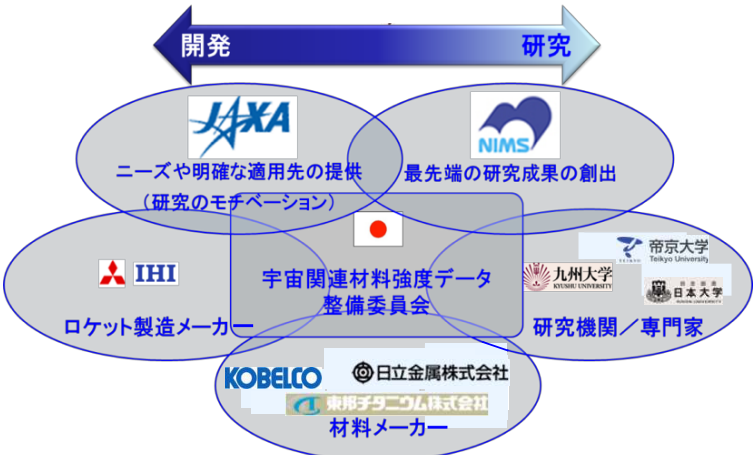 開発
研究
JAXA
NIMS
ニーズや明確な適用先の提供
(研究のモチベーション)
最先端の研究成果の創出
IHI
ロケット製造メーカー
宇宙関連材料強度データ
整備委員会
帝京大学
Teikyo University
TEIKYO
九州大学
KYUSHU UNIVERSITY
日本大学
NIHON UNIVERSITY
研究機関/専門家
KOBELCO
日立金属株式会社
東邦チタニウム株式会社
材料メーカー